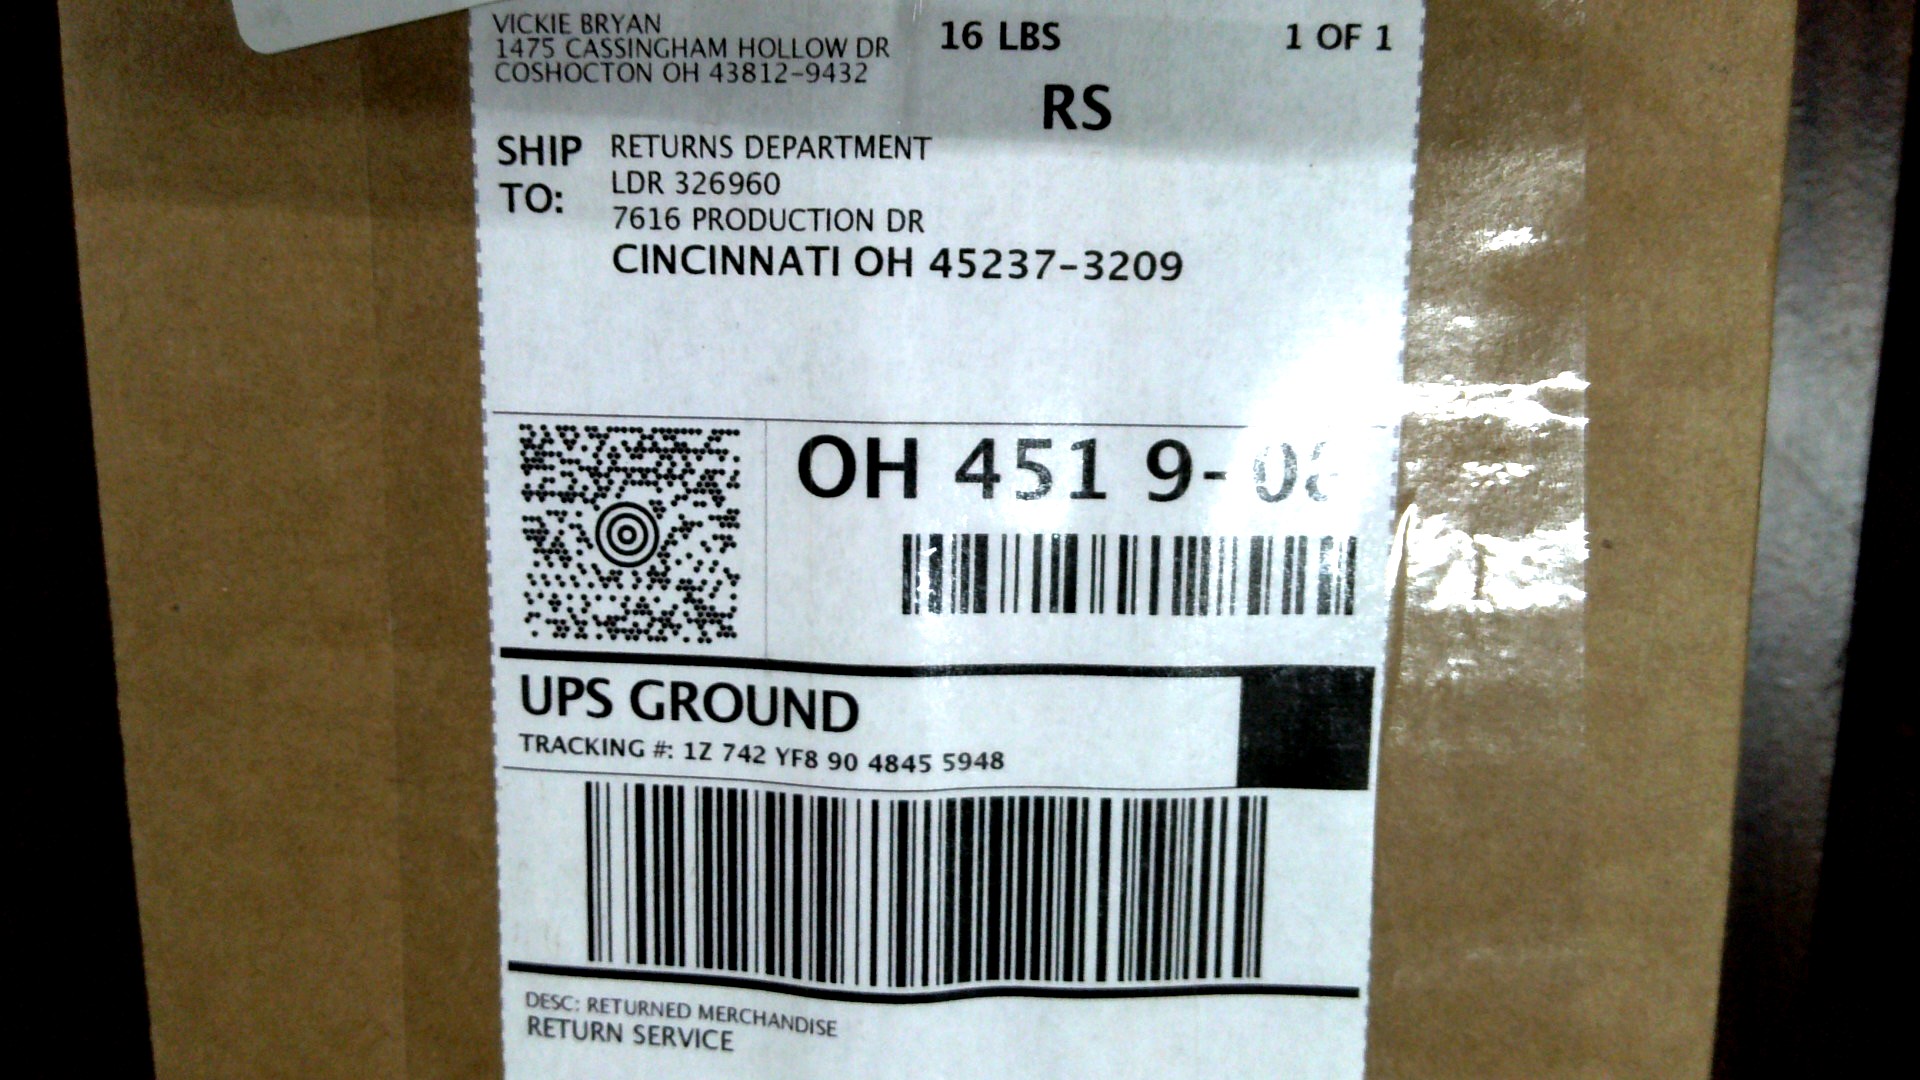 VICKIE BRYAN
1475 CASSINGHAM HOLLOW DR
COSHOCTON OH 43812-9432
16 LBS
1 OF 1
RS
SHIP TO:
RETURNS DEPARTMENT
LDR 326960
7616 PRODUCTION DR
CINCINNATI OH 45237-3209
OH 451 9-
UPS GROUND
TRACKING #: 1Z 742 YF8 90 4845 5948
DESC: RETURNED MERCHANDISE
RETURN SERVICE